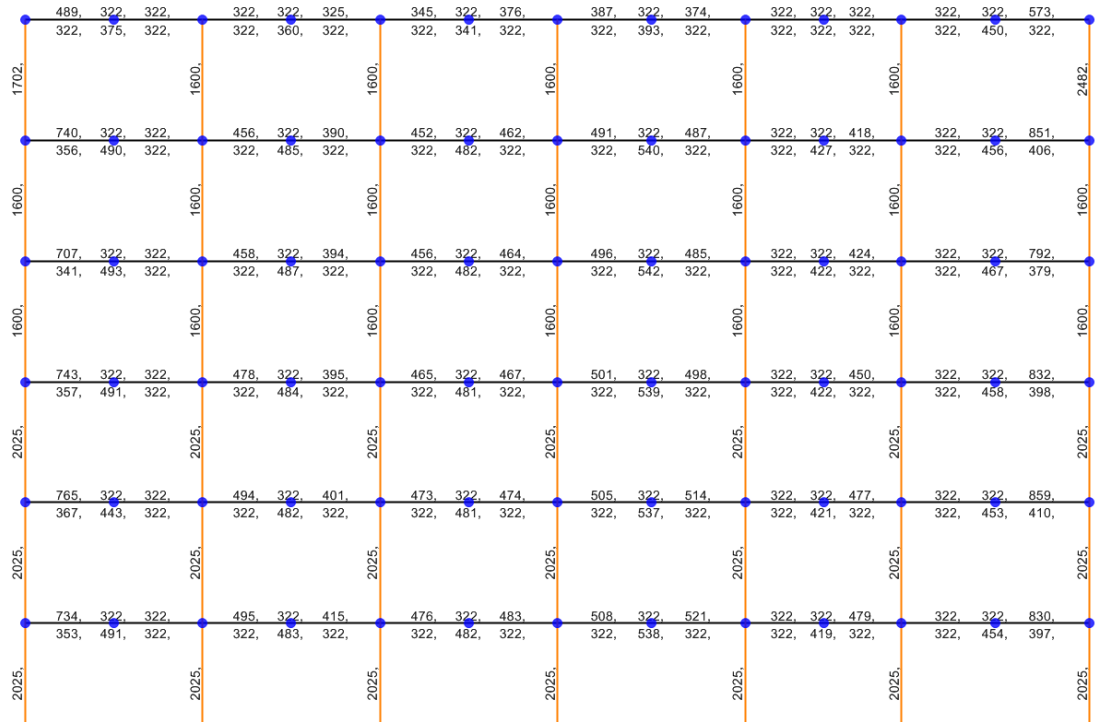 489, 322, 322, 322, 322, 325, 345, 322, 376, 387, 322, 374, 322, 322, 322, 322, 322, 573,
322, 375, 322, 322, 360, 322, 322, 341, 322, 322, 393, 322, 322, 322, 322, 322, 450, 322,
1702, 1600, 1600, 1600, 1600, 1600, 2482,
740, 322, 322, 456, 322, 390, 452, 322, 462, 491, 322, 487, 322, 322, 418, 322, 322, 851,
356, 490, 322, 322, 485, 322, 322, 482, 322, 322, 540, 322, 322, 427, 322, 322, 456, 406,
1600, 1600, 1600, 1600, 1600, 1600, 1600,
707, 322, 322, 458, 322, 394, 456, 322, 464, 496, 322, 485, 322, 322, 424, 322, 322, 792,
341, 493, 322, 322, 487, 322, 322, 482, 322, 322, 542, 322, 322, 422, 322, 322, 467, 379,
1600, 1600, 1600, 1600, 1600, 1600, 1600,
743, 322, 322, 478, 322, 395, 465, 322, 467, 501, 322, 498, 322, 322, 450, 322, 322, 832,
357, 491, 322, 322, 484, 322, 322, 481, 322, 322, 539, 322, 322, 422, 322, 322, 458, 398,
2025, 2025, 2025, 2025, 2025, 2025, 2025,
765, 322, 322, 494, 322, 401, 473, 322, 474, 505, 322, 514, 322, 322, 477, 322, 322, 859,
367, 443, 322, 322, 482, 322, 322, 481, 322, 322, 537, 322, 322, 421, 322, 322, 453, 410,
2025, 2025, 2025, 2025, 2025, 2025, 2025,
734, 322, 322, 495, 322, 415, 476, 322, 483, 508, 322, 521, 322, 322, 479, 322, 322, 830,
353, 491, 322, 322, 483, 322, 322, 482, 322, 322, 538, 322, 322, 419, 322, 322, 454, 397,
2025, 2025, 2025, 2025, 2025, 2025, 2025,